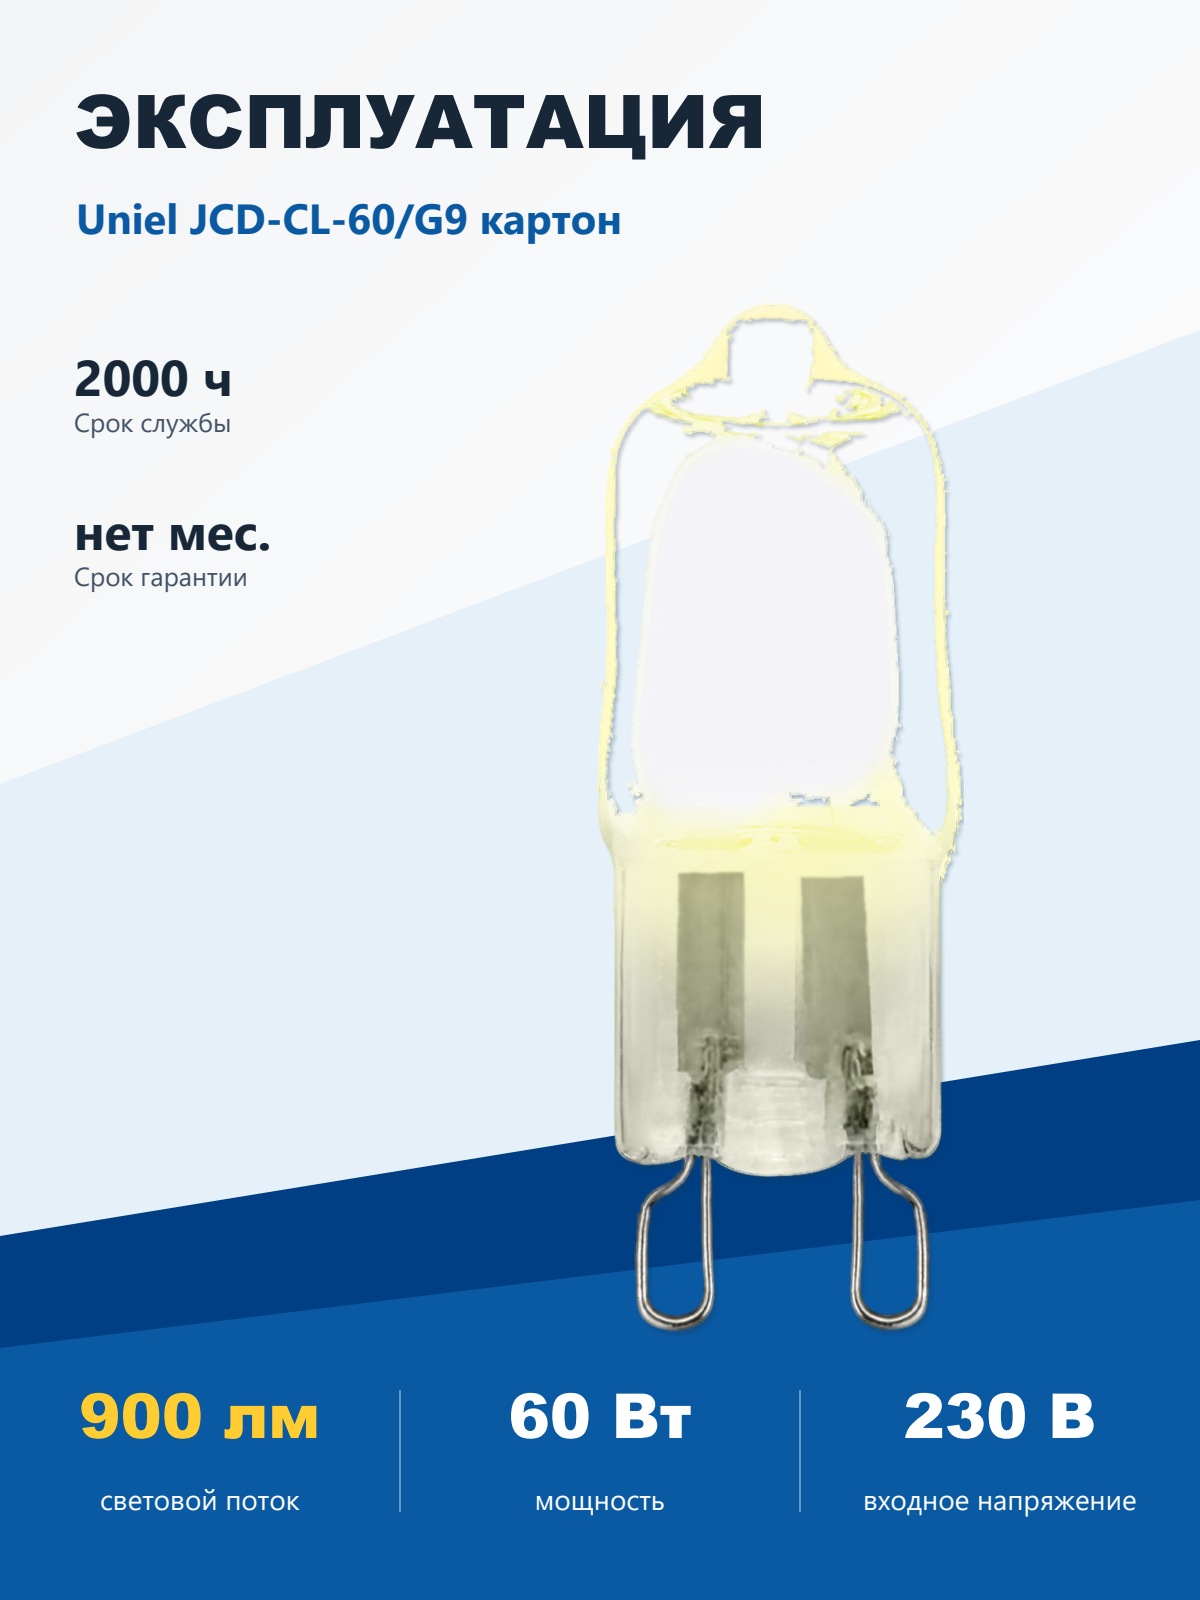 ЭКСПЛУАТАЦИЯ
Uniel JCD-CL-60/G9 картон
2000 ч
Срок службы
нет мес.
Срок гарантии
900 лм
световой поток
60 Вт
мощность
230 В
входное напряжение